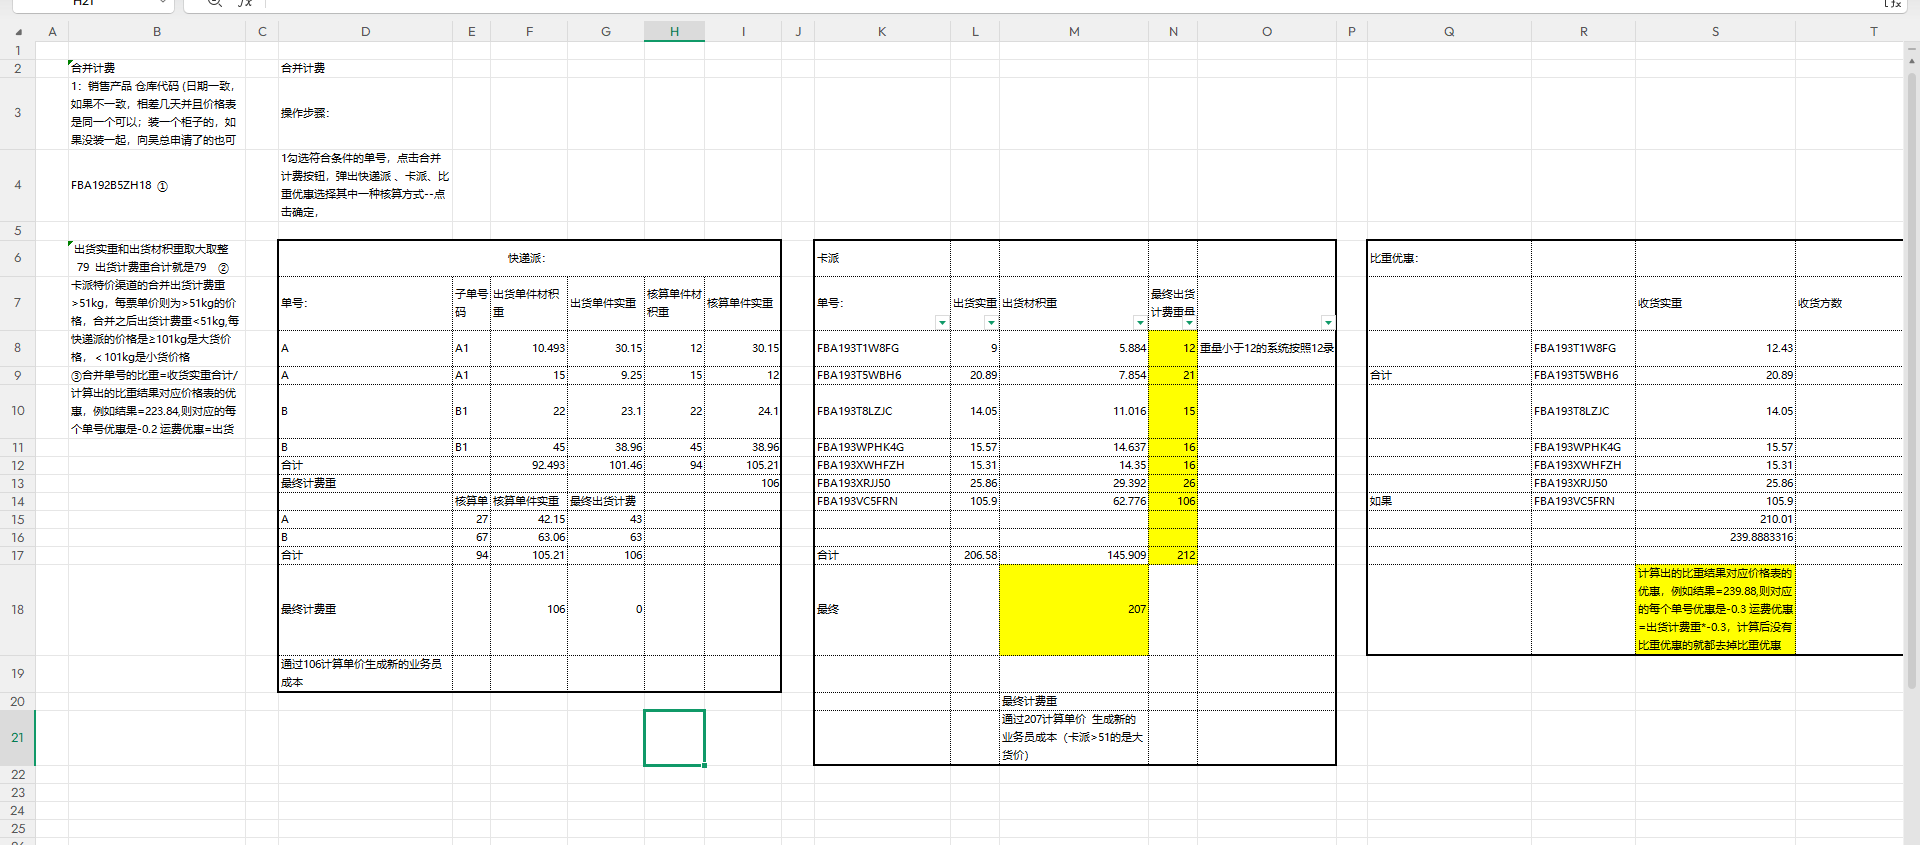 H21
fx
A B C D E F G H I J K L M N O P Q R S T
1
2
合并计费
合并计费
3
1：销售产品 仓库代码 (日期一致，
如果不一致，相差几天并且价格表
是同一个可以；装一个柜子的，如
果没装一起，向吴总申请了的也可
操作步骤：
4
FBA192B5ZH18 ①
1勾选符合条件的单号，点击合并
计费按钮，弹出快递派 、卡派、比
重优惠选择其中一种核算方式--点
击确定，
5
6
出货实重和出货材积重取大取整
79 出货计费重合计就是79 ②
快递派：
卡派
比重优惠：
7
卡派特价渠道的合并出货计费重
>51kg，每票单价则为>51kg的价
格，合并之后出货计费重<51kg,每
单号： 子单号码 出货单件材积重 出货单件实重 核算单件材积重 核算单件实重
单号： 出货实重 出货材积重 最终出货计费重量
收货实重 收货方数
8
快递派的价格是≥101kg是大货价
格，＜101kg是小货价格
A A1 10.493 30.15 12 30.15
FBA193T1W8FG 9 5.884 12 重量小于12的系统按照12录
FBA193T1W8FG 12.43
9
③合并单号的比重=收货实重合计/
A A1 15 9.25 15 12
FBA193T5WBH6 20.89 7.854 21
合计 FBA193T5WBH6 20.89
10
计算出的比重结果对应价格表的优
惠，例如结果=223.84,则对应的每
个单号优惠是-0.2 运费优惠=出货
B B1 22 23.1 22 24.1
FBA193T8LZJC 14.05 11.016 15
FBA193T8LZJC 14.05
11
B B1 45 38.96 45 38.96
FBA193WPHK4G 15.57 14.637 16
FBA193WPHK4G 15.57
12
合计 92.493 101.46 94 105.21
FBA193XWHFZH 15.31 14.35 16
FBA193XWHFZH 15.31
13
最终计费重 106
FBA193XRJJ50 25.86 29.392 26
FBA193XRJJ50 25.86
14
核算单 核算单件实重 最终出货计费
FBA193VC5FRN 105.9 62.776 106
如果 FBA193VC5FRN 105.9
15
A 27 42.15 43
210.01
16
B 67 63.06 63
239.8883316
17
合计 94 105.21 106
合计 206.58 145.909 212
18
最终计费重 106 0
最终 207
计算出的比重结果对应价格表的
优惠，例如结果=239.88,则对应
的每个单号优惠是-0.3 运费优惠
=出货计费重*-0.3，计算后没有
比重优惠的就都去掉比重优惠
19
通过106计算单价生成新的业务员
成本
20
最终计费重
21
通过207计算单价 生成新的
业务员成本（卡派>51的是大
货价）
22
23
24
25